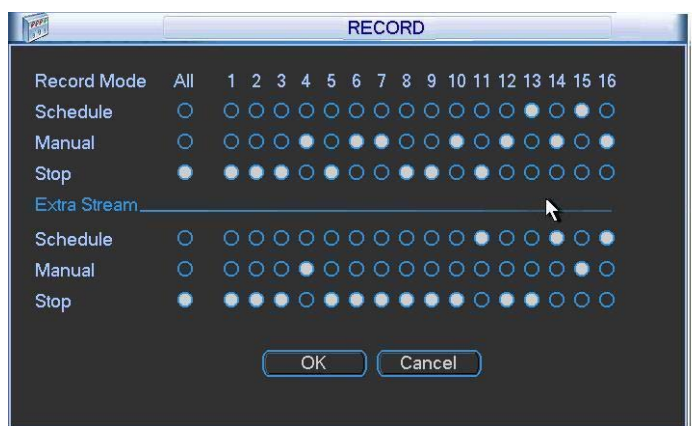 RECORD
Record Mode All 1 2 3 4 5 6 7 8 9 10 11 12 13 14 15 16
Schedule
Manual
Stop
Extra Stream
Schedule
Manual
Stop
OK Cancel